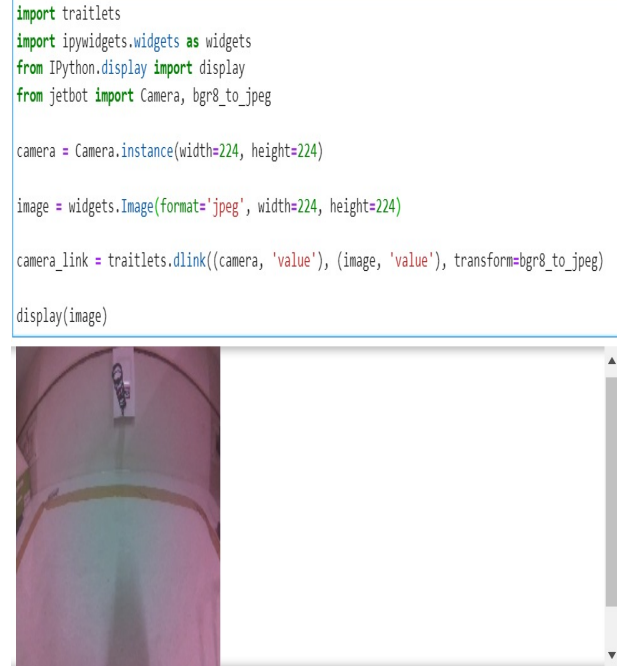 import traitlets
import ipywidgets.widgets as widgets
from IPython.display import display
from jetbot import Camera, bgr8_to_jpeg
camera = Camera.instance(width=224, height=224)
image = widgets.Image(format='jpeg', width=224, height=224)
camera_link = traitlets.dlink((camera, 'value'), (image, 'value'), transform=bgr8_to_jpeg)
display(image)